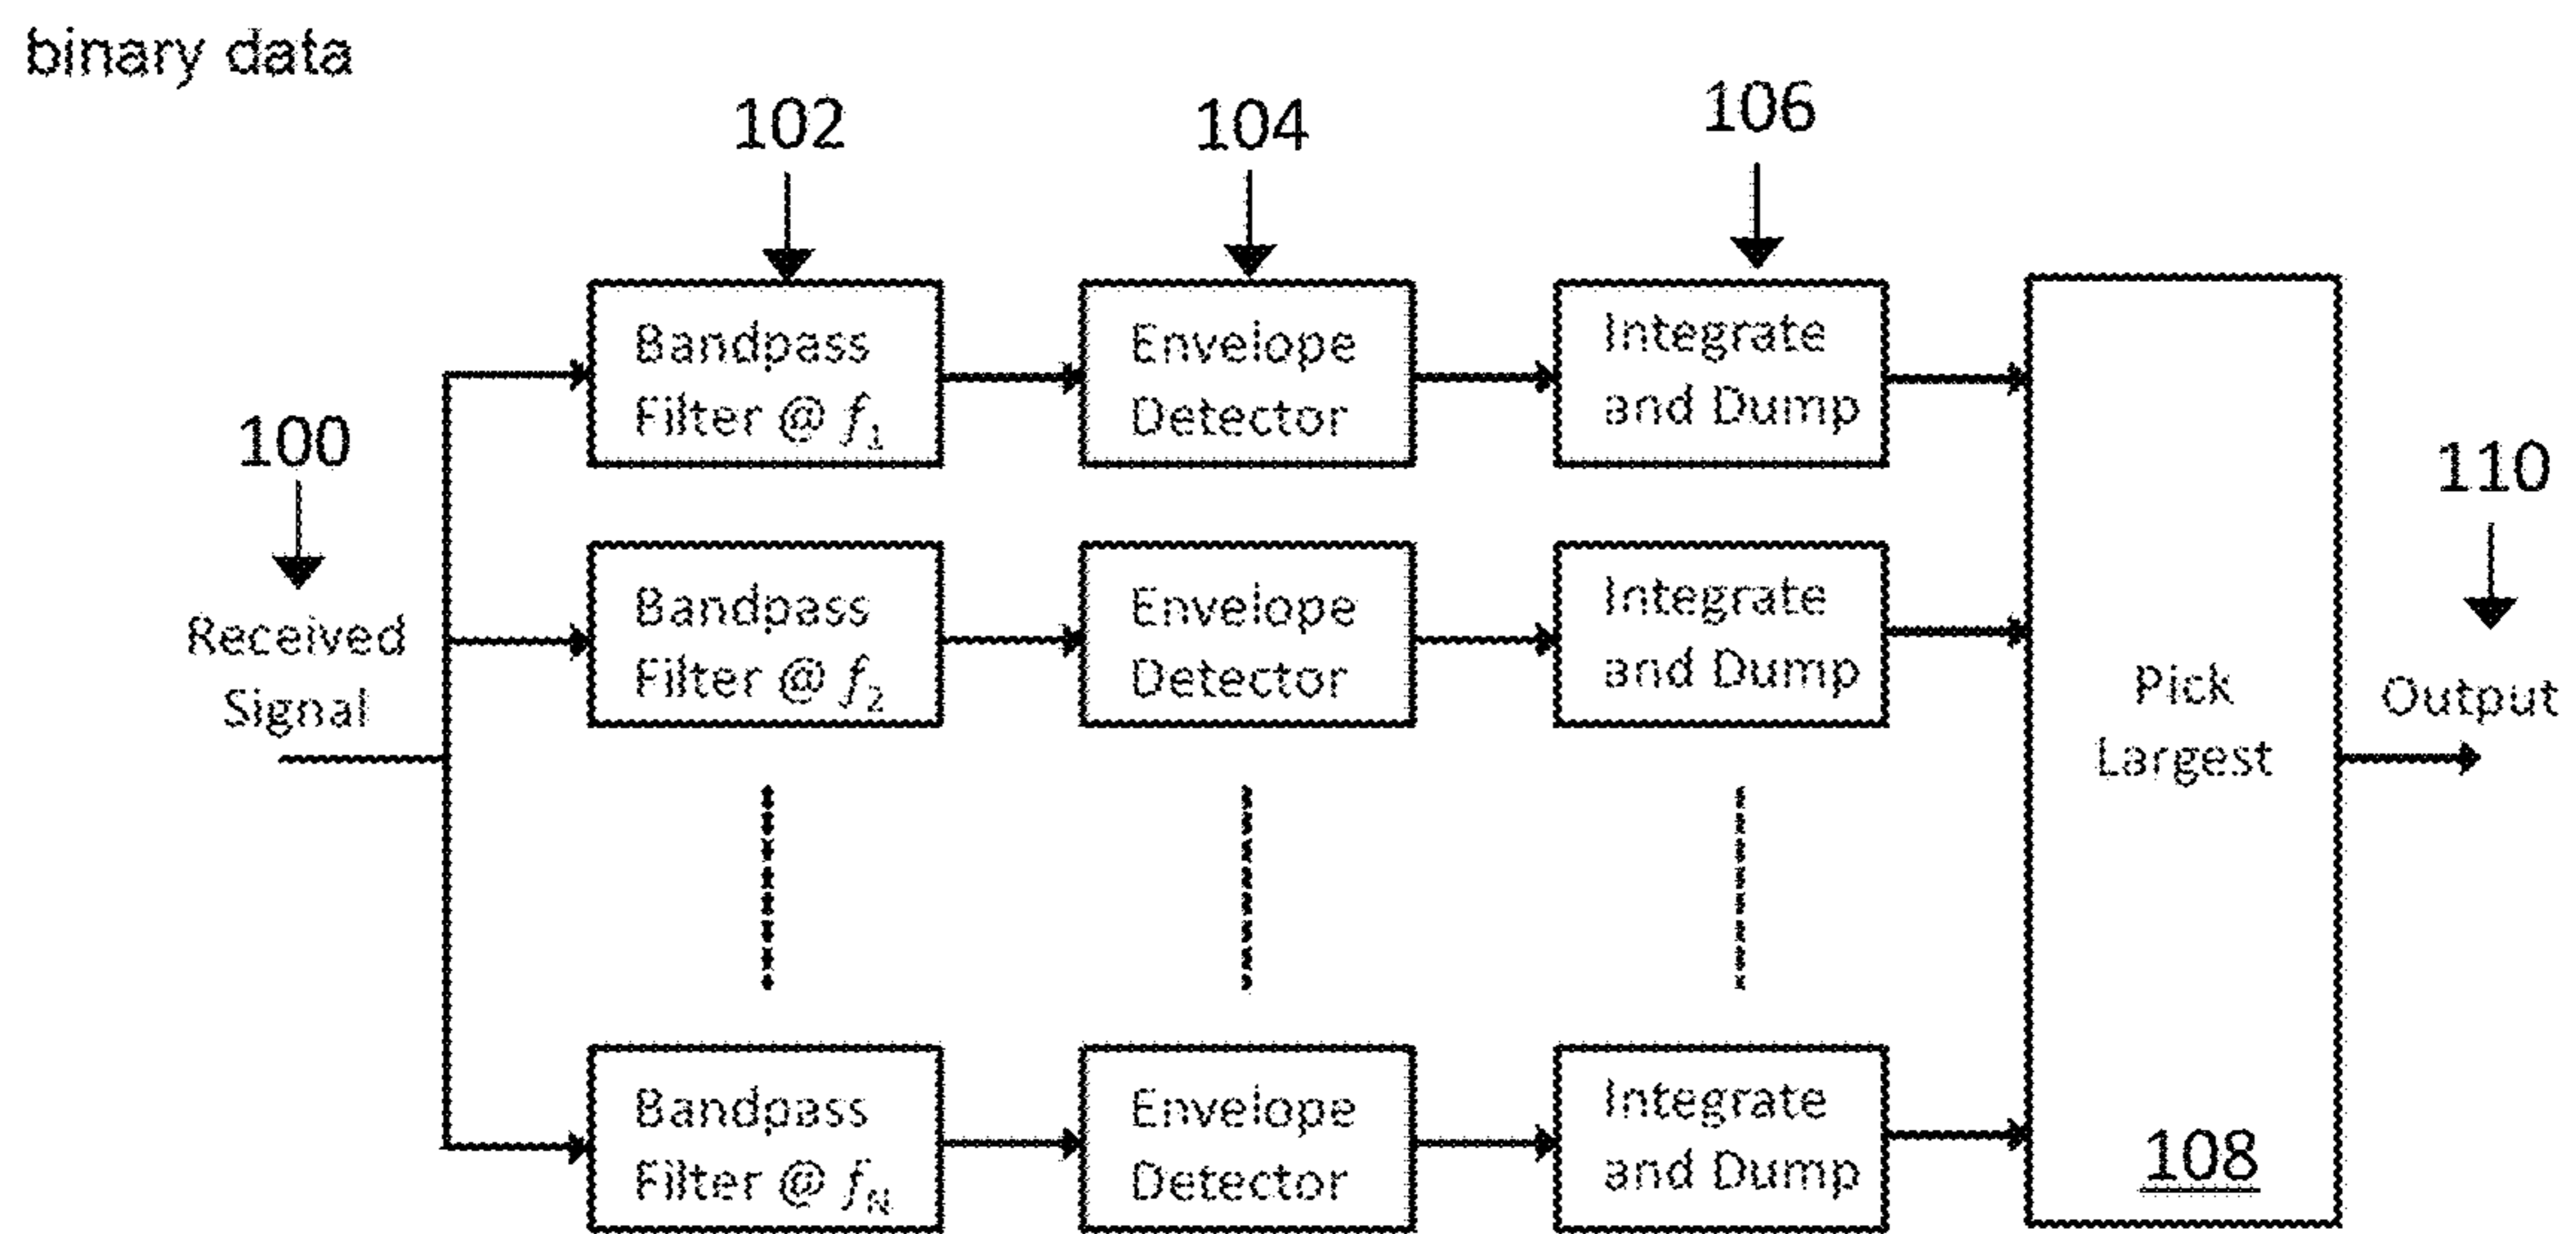 binary data
102
104
106
100
110
Received
Signal
Bandpass
Filter @ f₁
Envelope
Detector
Integrate
and Dump
Bandpass
Filter @ f₂
Envelope
Detector
Integrate
and Dump
Bandpass
Filter @ f_N
Envelope
Detector
Integrate
and Dump
Pick
Largest
108
Output